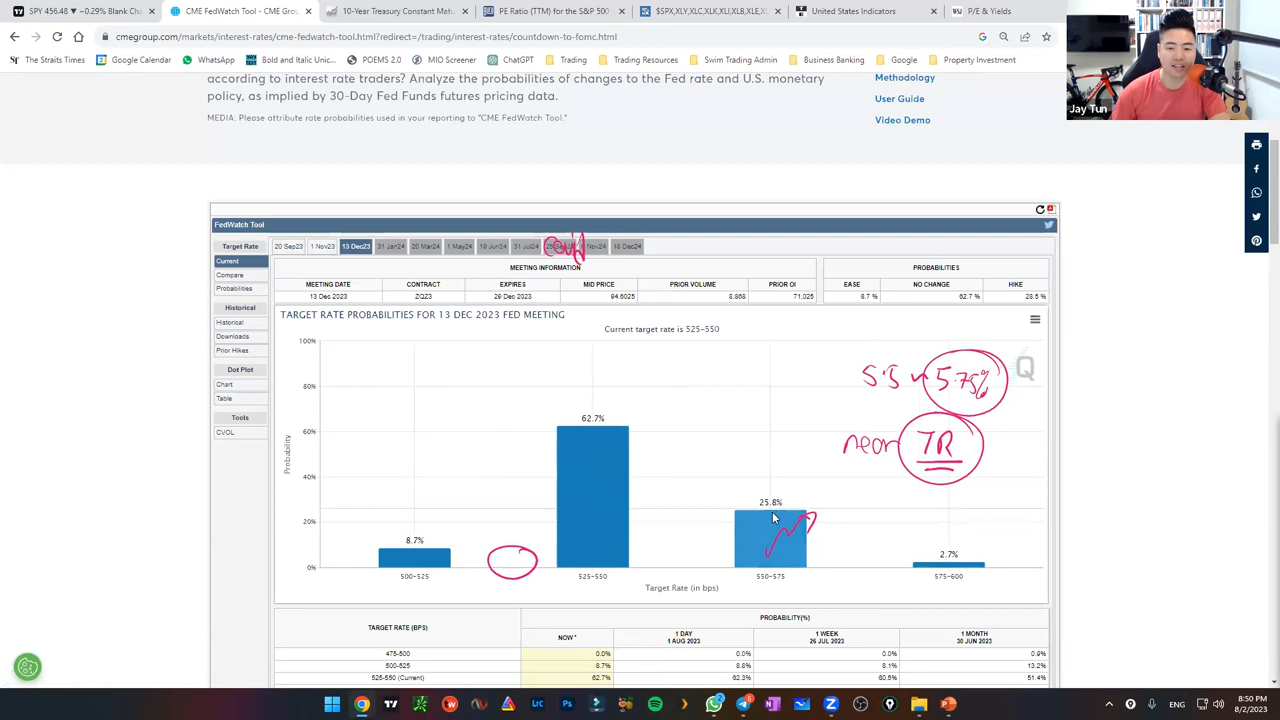 SPY 456.48 ▼ −0.29% Blank Cha
CME FedWatch Tool - CME Grou
10-Year Treasury Constant Matu
PE Ratio (TTM) for the S&P 500
$SPX,XLY,XLC,XLK,XLU,XLB,XLE,XL
United States Indices
P/E & Yields
cmegroup.com/markets/interest-rates/cme-fedwatch-tool.html?redirect=/trading/interest-rates/countdown-to-fomc.html
The Straits Times
Google Calendar
WhatsApp
Bold and Italic Unic...
SMEMS 2.0
MIO Screener
ChatGPT
Trading
Trading Resources
Swim Trading Admin
Business Banking
Google
Property Investment
Jay Tun
according to interest rate traders? Analyze the probabilities of changes to the Fed rate and U.S. monetary
policy, as implied by 30-Day Fed Funds futures pricing data.
MEDIA: Please attribute rate probabilities used in your reporting to "CME FedWatch Tool."
Methodology
User Guide
Video Demo
FedWatch Tool
Target Rate
Current
Compare
Probabilities
Historical
Historical
Downloads
Prior Hikes
Dot Plot
Chart
Table
Tools
CVOL
20 Sep23 1 Nov23 13 Dec23 31 Jan24 20 Mar24 1 May24 19 Jun24 31 Jul24 Nov24 18 Dec24
MEETING INFORMATION
MEETING DATE CONTRACT EXPIRES MID PRICE PRIOR VOLUME PRIOR OI
13 Dec 2023 ZQZ3 29 Dec 2023 94.6025 8,868 71,025
PROBABILITIES
EASE NO CHANGE HIKE
8.7 % 62.7 % 28.5 %
TARGET RATE PROBABILITIES FOR 13 DEC 2023 FED MEETING
Current target rate is 525–550
100%
80%
60%
40%
20%
0%
Probability
8.7%
62.7%
25.8%
2.7%
5.5 5.75%
near TR
Q
500–525 525–550 550–575 575–600
Target Rate (in bps)
TARGET RATE (BPS)
PROBABILITY(%)
NOW *
1 DAY
1 AUG 2023
1 WEEK
26 JUL 2023
1 MONTH
30 JUN 2023
475-500 0.0% 0.0% 0.0% 0.9%
500-525 8.7% 8.8% 8.1% 13.2%
525-550 (Current) 62.7% 62.3% 60.5% 51.4%
ENG
8:50 PM
8/2/2023